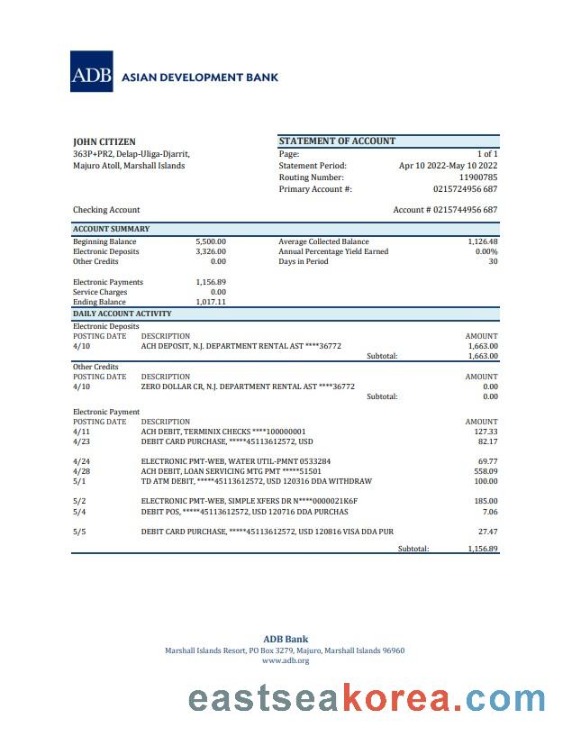 ADB ASIAN DEVELOPMENT BANK
JOHN CITIZEN
363P+PR2, Delap-Uliga-Djarrit,
Majuro Atoll, Marshall Islands
STATEMENT OF ACCOUNT
Page: 1 of 1
Statement Period: Apr 10 2022-May 10 2022
Routing Number: 11900785
Primary Account #: 0215724956 687
Checking Account Account # 0215744956 687
ACCOUNT SUMMARY
Beginning Balance 5,500.00 Average Collected Balance 1,126.48
Electronic Deposits 3,326.00 Annual Percentage Yield Earned 0.00%
Other Credits 0.00 Days in Period 30
Electronic Payments 1,156.89
Service Charges 0.00
Ending Balance 1,017.11
DAILY ACCOUNT ACTIVITY
Electronic Deposits
POSTING DATE DESCRIPTION AMOUNT
4/10 ACH DEPOSIT, N.J. DEPARTMENT RENTAL AST ****36772 1,663.00
Subtotal: 1,663.00
Other Credits
POSTING DATE DESCRIPTION AMOUNT
4/10 ZERO DOLLAR CR, N.J. DEPARTMENT RENTAL AST ****36772 0.00
Subtotal: 0.00
Electronic Payment
POSTING DATE DESCRIPTION AMOUNT
4/11 ACH DEBIT, TERMINIX CHECKS ****100000001 127.33
4/23 DEBIT CARD PURCHASE, *****45113612572, USD 82.17
4/24 ELECTRONIC PMT-WEB, WATER UTIL-PMNT 0533284 69.77
4/28 ACH DEBIT, LOAN SERVICING MTG PMT *****51501 558.09
5/1 TD ATM DEBIT, *****45113612572, USD 120316 DDA WITHDRAW 100.00
5/2 ELECTRONIC PMT-WEB, SIMPLE XFERS DR N****0000021K6F 185.00
5/4 DEBIT POS, *****45113612572, USD 120716 DDA PURCHAS 7.06
5/5 DEBIT CARD PURCHASE, *****45113612572, USD 120816 VISA DDA PUR 27.47
Subtotal: 1,156.89
ADB Bank
Marshall Islands Resort, PO Box 3279, Majuro, Marshall Islands 96960
www.adb.org
eastseakorea.com